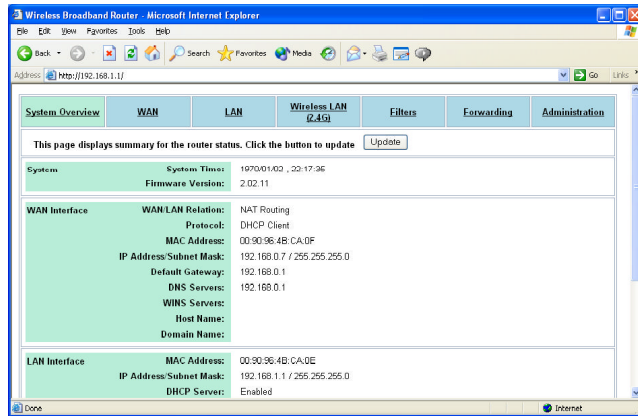 Wireless Broadband Router - Microsoft Internet Explorer
File Edit View Favorites Tools Help
Back Search Favorites Media
Address http://192.168.1.1/ Go Links
System Overview WAN LAN Wireless LAN (2.4G) Filters Forwarding Administration
This page displays summary for the router status. Click the button to update Update
System System Time: 1970/01/02 , 22:17:35
Firmware Version: 2.02.11
WAN Interface WAN/LAN Relation: NAT Routing
Protocol: DHCP Client
MAC Address: 00:90:96:4B:CA:0F
IP Address/Subnet Mask: 192.168.0.7 / 255.255.255.0
Default Gateway: 192.168.0.1
DNS Servers: 192.168.0.1
WINS Servers:
Host Name:
Domain Name:
LAN Interface MAC Address: 00:90:96:4B:CA:0E
IP Address/Subnet Mask: 192.168.1.1 / 255.255.255.0
DHCP Server: Enabled
Done Internet